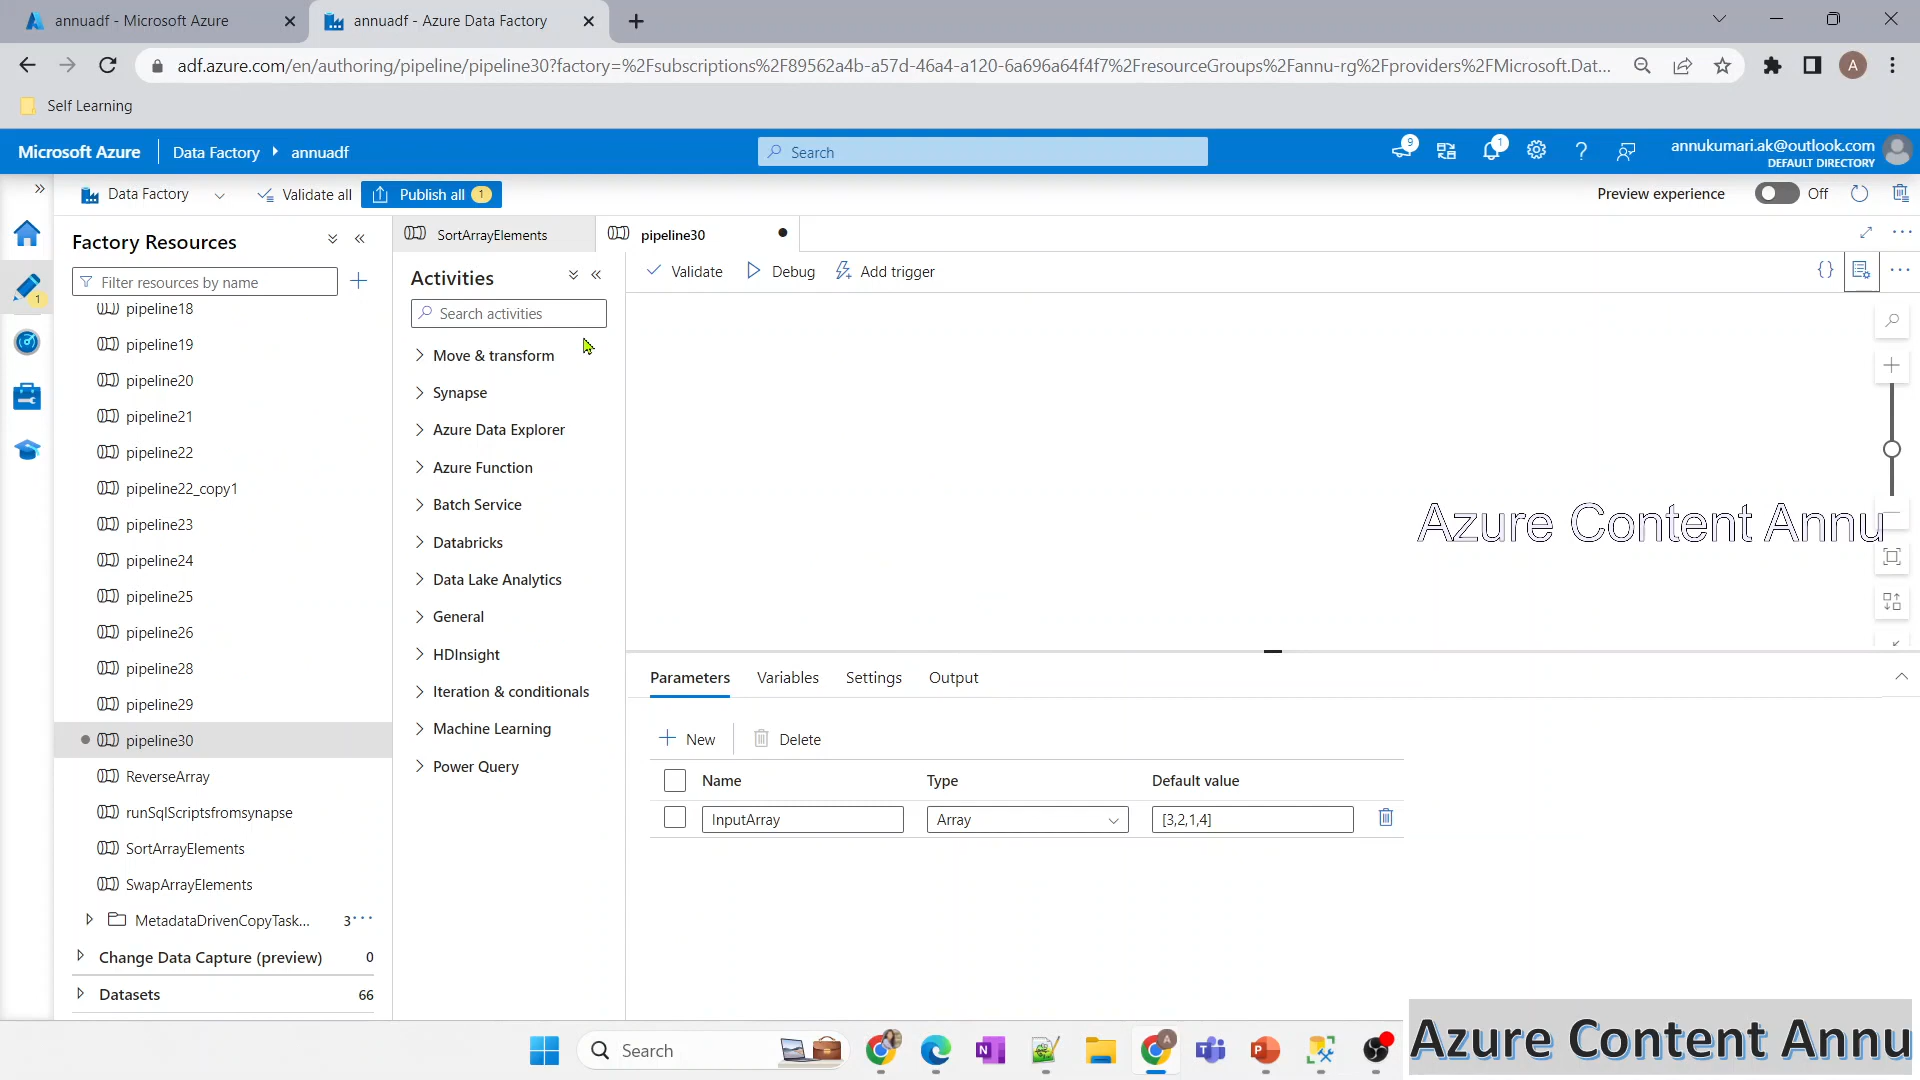 annuadf - Microsoft Azure
annuadf - Azure Data Factory
adf.azure.com/en/authoring/pipeline/pipeline30?factory=%2Fsubscriptions%2F89562a4b-a57d-46a4-a120-6a696a64f4f7%2FresourceGroups%2Fannu-rg%2Fproviders%2FMicrosoft.Dat...
A
Self Learning
Microsoft Azure
Data Factory
annuadf
Search
9
1
annukumari.ak@outlook.com
DEFAULT DIRECTORY
Data Factory
Validate all
Publish all 1
Preview experience
Off
1
Factory Resources
Filter resources by name
pipeline18
pipeline19
pipeline20
pipeline21
pipeline22
pipeline22_copy1
pipeline23
pipeline24
pipeline25
pipeline26
pipeline28
pipeline29
pipeline30
ReverseArray
runSqlScriptsfromsynapse
SortArrayElements
SwapArrayElements
MetadataDrivenCopyTask... 3
Change Data Capture (preview) 0
Datasets 66
SortArrayElements
pipeline30
Activities
Search activities
Move & transform
Synapse
Azure Data Explorer
Azure Function
Batch Service
Databricks
Data Lake Analytics
General
HDInsight
Iteration & conditionals
Machine Learning
Power Query
Validate
Debug
Add trigger
{}
Azure Content Annu
Parameters Variables Settings Output
New
Delete
Name Type Default value
InputArray Array [3,2,1,4]
Search
A
Azure Content Annu